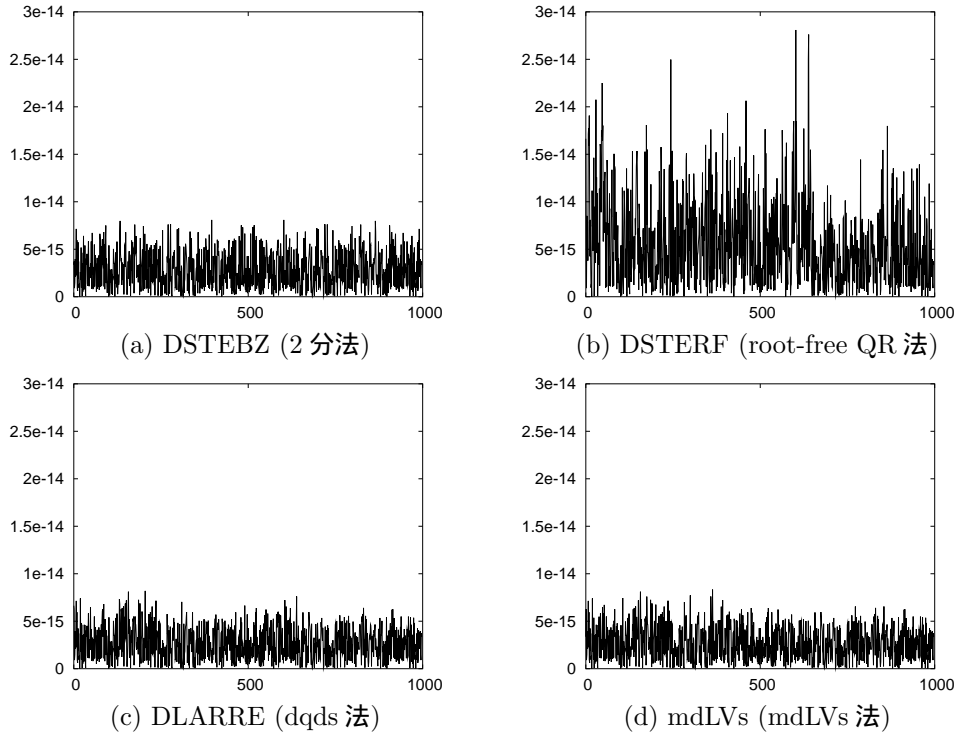 3e-14
2.5e-14
2e-14
1.5e-14
1e-14
5e-15
0
0 500 1000
(a) DSTEBZ (2 分法)
3e-14
2.5e-14
2e-14
1.5e-14
1e-14
5e-15
0
0 500 1000
(b) DSTERF (root-free QR 法)
3e-14
2.5e-14
2e-14
1.5e-14
1e-14
5e-15
0
0 500 1000
(c) DLARRE (dqds 法)
3e-14
2.5e-14
2e-14
1.5e-14
1e-14
5e-15
0
0 500 1000
(d) mdLVs (mdLVs 法)